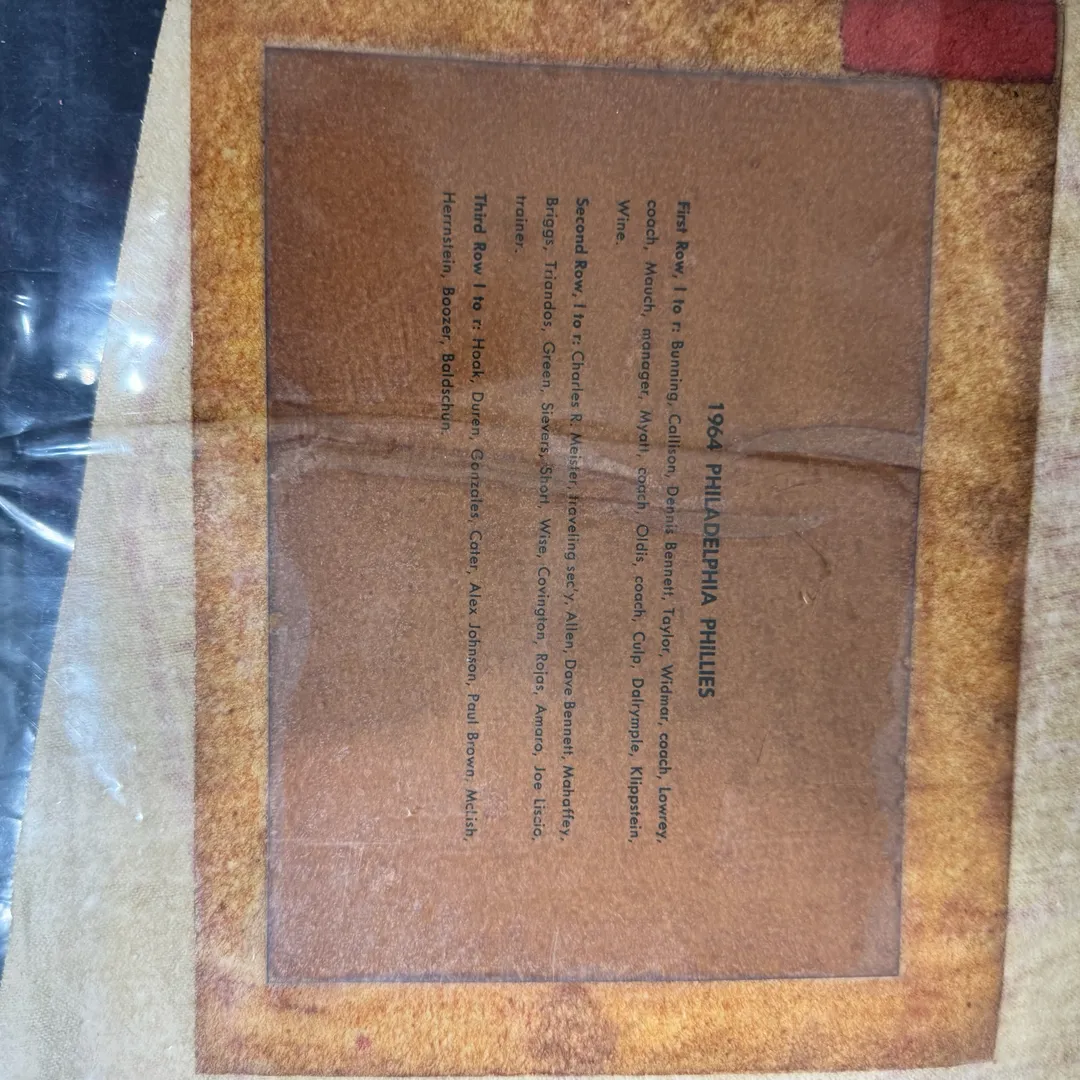 1964 PHILADELPHIA PHILLIES
First Row, l to r: Bunning, Callison, Dennis Bennett, Taylor, Widmar, coach, Lowrey,
coach, Mauch, manager, Myatt, coach, Oldis, coach, Culp, Dalrymple, Klippstein,
Wine.
Second Row, l to r: Charles R. Meister, traveling sec'y, Allen, Dave Bennett, Mahaffey,
Briggs, Triandos, Green, Sievers, Short, Wise, Covington, Rojas, Amaro, Joe Liscio,
trainer.
Third Row l to r: Hoak, Duren, Gonzales, Cater, Alex Johnson, Paul Brown, McLish,
Herrnstein, Boozer, Baldschun.